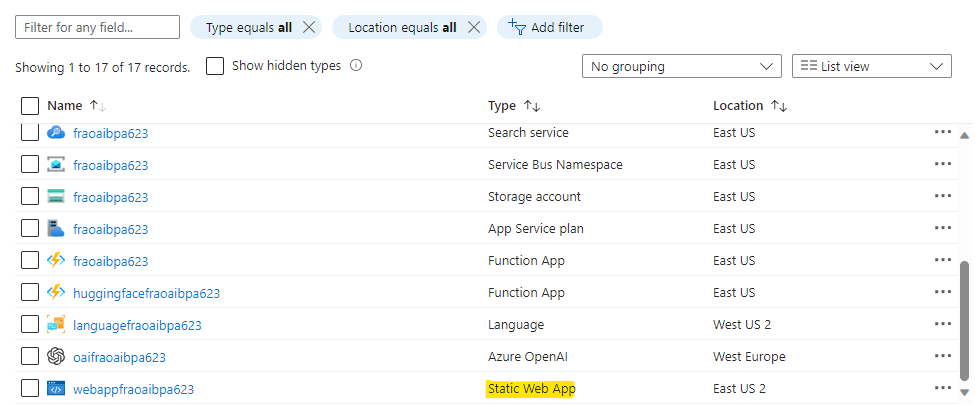 Filter for any field...
Type equals all
Location equals all
Add filter
Showing 1 to 17 of 17 records.
Show hidden types
No grouping
List view
Name Type Location
fraoaibpa623 Search service East US
fraoaibpa623 Service Bus Namespace East US
fraoaibpa623 Storage account East US
fraoaibpa623 App Service plan East US
fraoaibpa623 Function App East US
huggingfacefraoaibpa623 Function App East US
languagefraoaibpa623 Language West US 2
oaifraoaibpa623 Azure OpenAI West Europe
webappfraoaibpa623 Static Web App East US 2